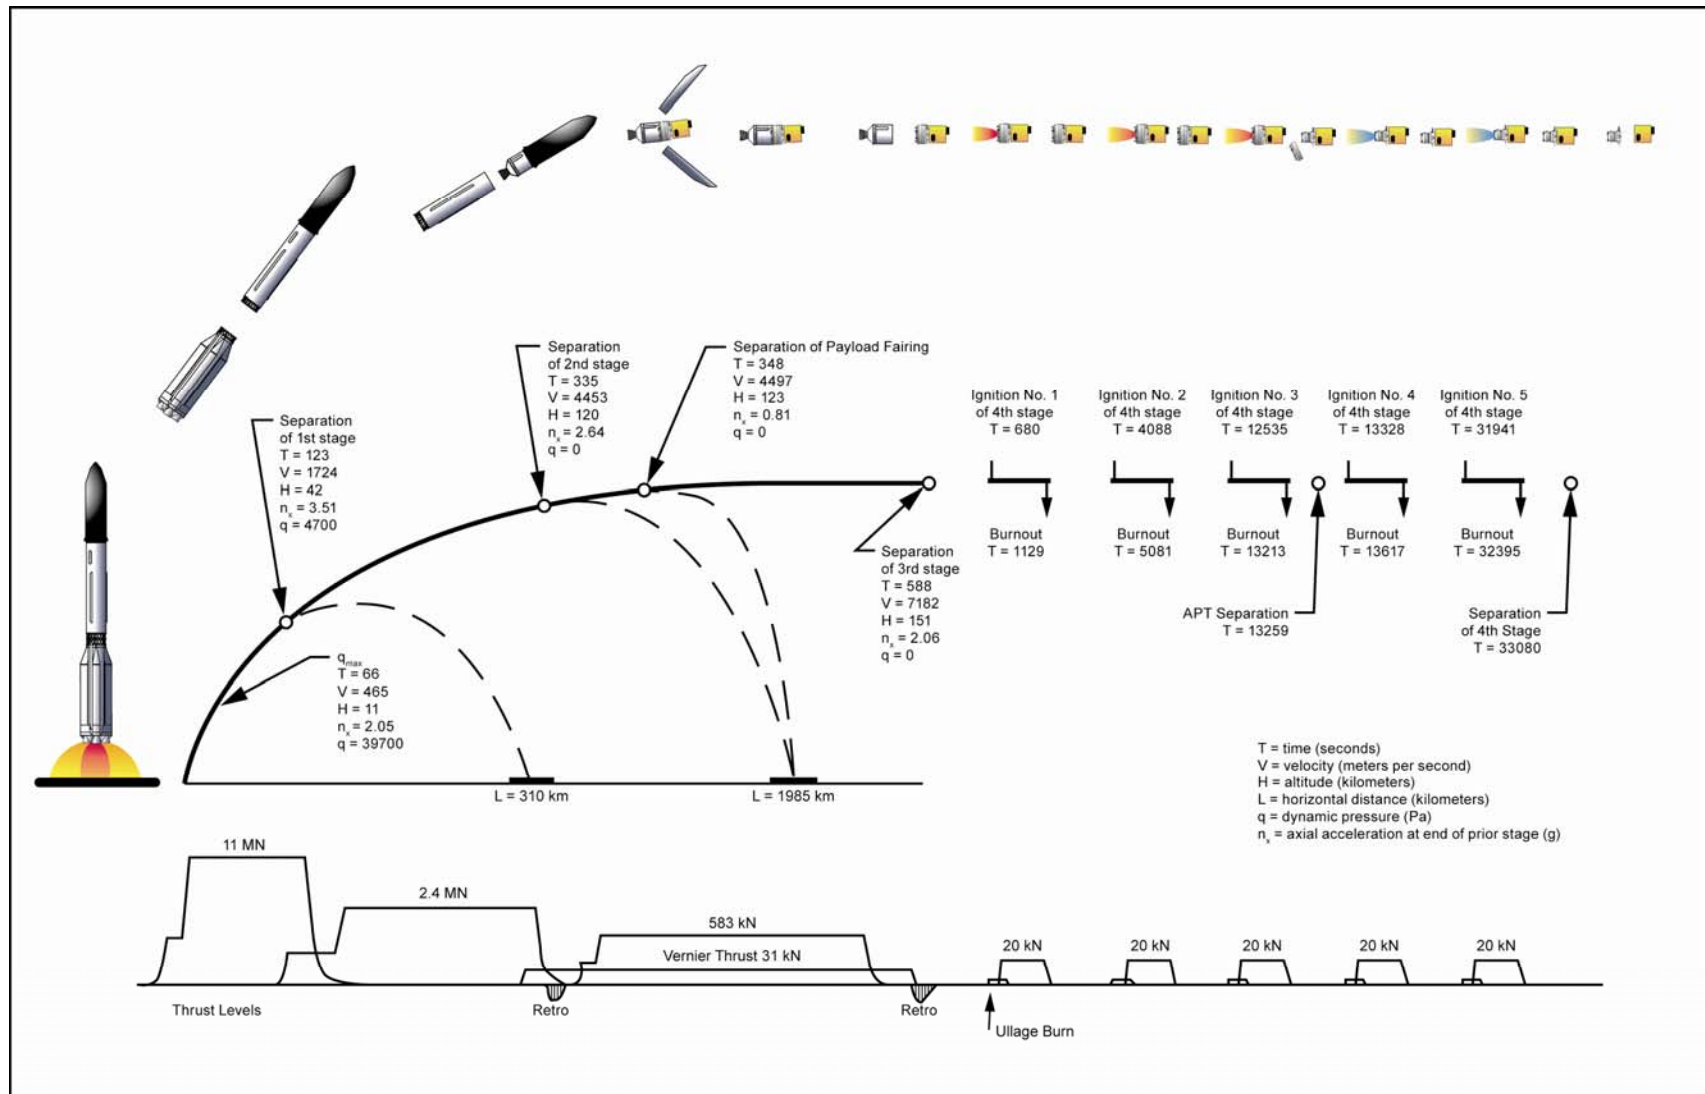 Separation
of 1st stage
T = 123
V = 1724
H = 42
nₓ = 3.51
q = 4700
Separation
of 2nd stage
T = 335
V = 4453
H = 120
nₓ = 2.64
q = 0
Separation of Payload Fairing
T = 348
V = 4497
H = 123
nₓ = 0.81
q = 0
Ignition No. 1
of 4th stage
T = 680
Ignition No. 2
of 4th stage
T = 4088
Ignition No. 3
of 4th stage
T = 12535
Ignition No. 4
of 4th stage
T = 13328
Ignition No. 5
of 4th stage
T = 31941
Burnout
T = 1129
Burnout
T = 5081
Burnout
T = 13213
Burnout
T = 13617
Burnout
T = 32395
Separation
of 3rd stage
T = 588
V = 7182
H = 151
nₓ = 2.06
q = 0
APT Separation
T = 13259
Separation
of 4th Stage
T = 33080
qmax
T = 66
V = 465
H = 11
nₓ = 2.05
q = 39700
L = 310 km
L = 1985 km
T = time (seconds)
V = velocity (meters per second)
H = altitude (kilometers)
L = horizontal distance (kilometers)
q = dynamic pressure (Pa)
nₓ = axial acceleration at end of prior stage (g)
11 MN
2.4 MN
583 kN
Vernier Thrust 31 kN
20 kN
20 kN
20 kN
20 kN
20 kN
Thrust Levels
Retro
Retro
Ullage Burn